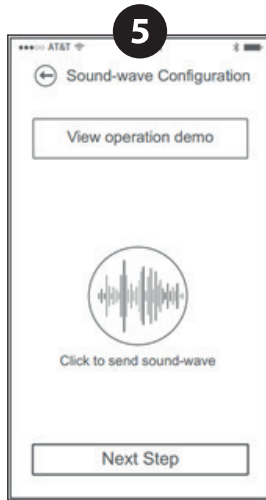 5
AT&T
Sound-wave Configuration
View operation demo
Click to send sound-wave
Next Step